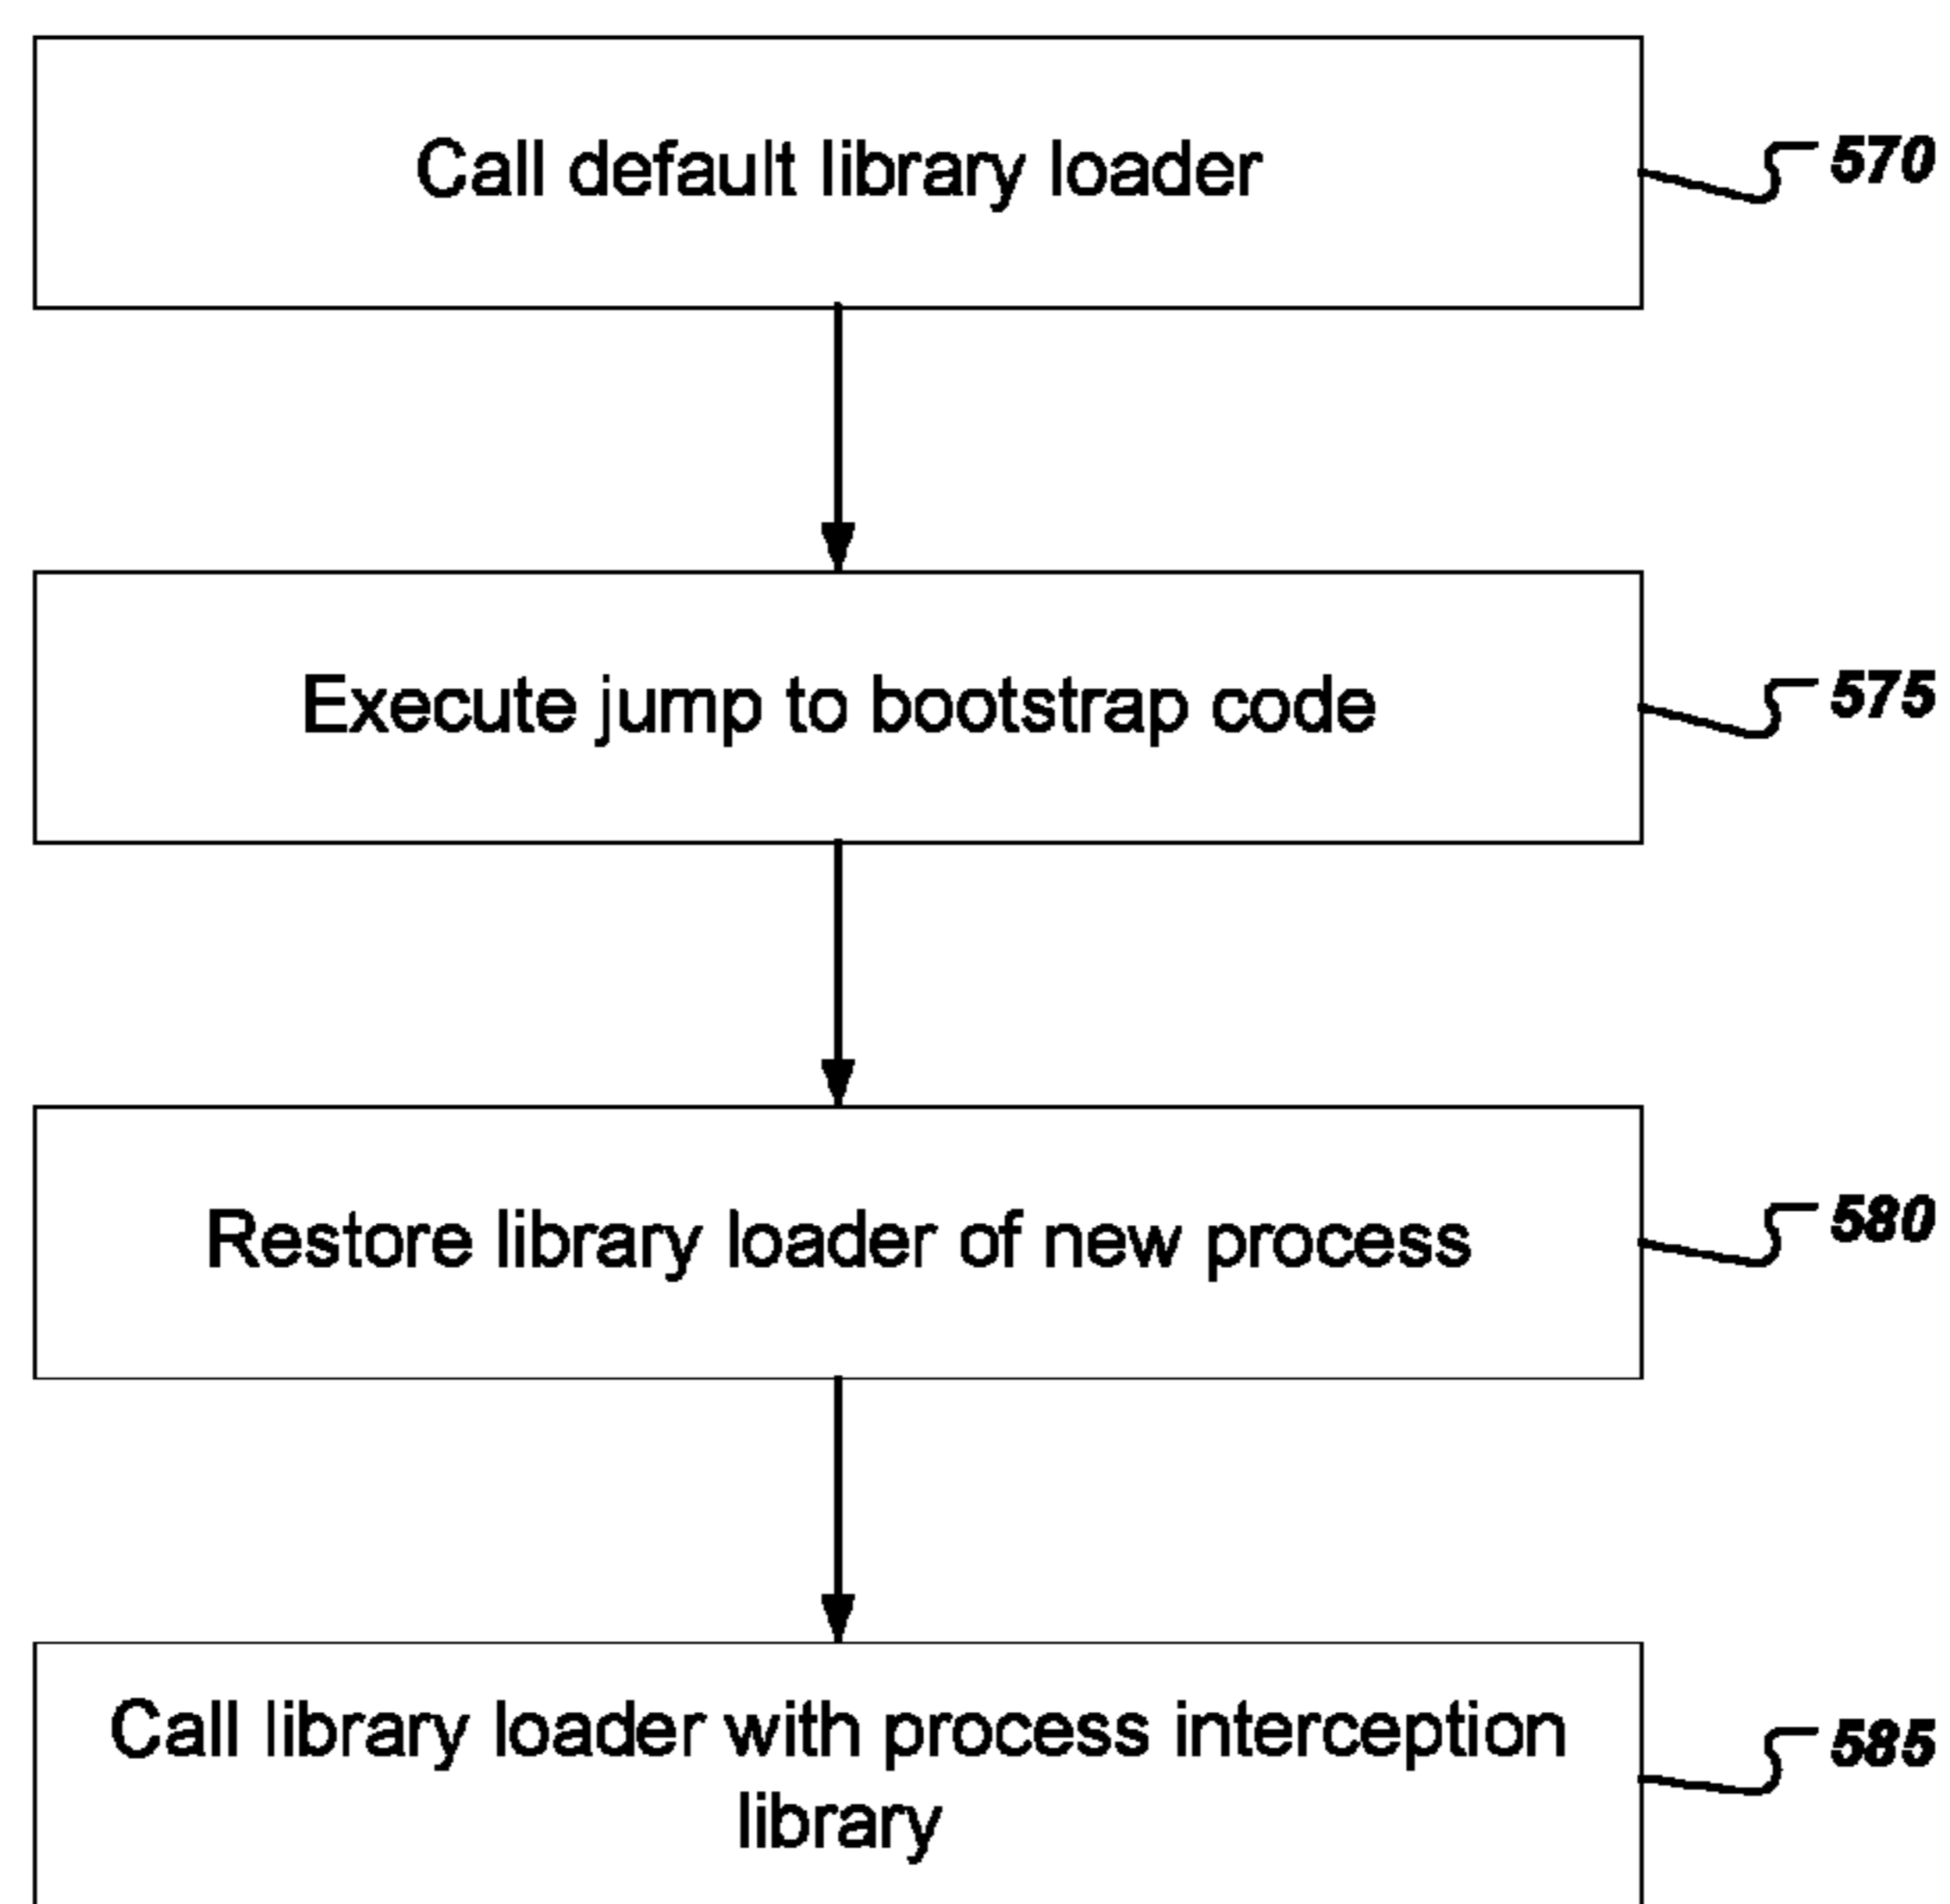 Call default library loader
570
Execute jump to bootstrap code
575
Restore library loader of new process
580
Call library loader with process interception
library
585